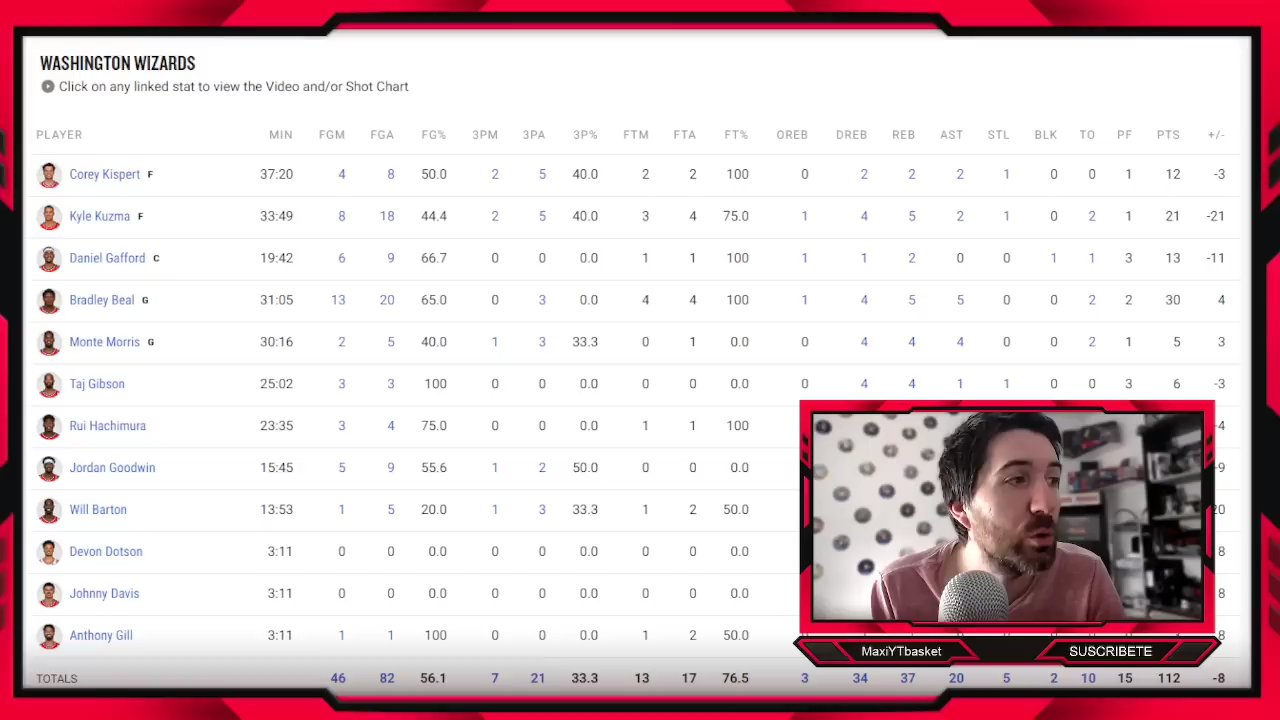 WASHINGTON WIZARDS
Click on any linked stat to view the Video and/or Shot Chart
PLAYER MIN FGM FGA FG% 3PM 3PA 3P% FTM FTA FT% OREB DREB REB AST STL BLK TO PF PTS +/-
Corey Kispert F 37:20 4 8 50.0 2 5 40.0 2 2 100 0 2 2 2 1 0 0 1 12 -3
Kyle Kuzma F 33:49 8 18 44.4 2 5 40.0 3 4 75.0 1 4 5 2 1 0 2 1 21 -21
Daniel Gafford C 19:42 6 9 66.7 0 0 0.0 1 1 100 1 1 2 0 0 1 1 3 13 -11
Bradley Beal G 31:05 13 20 65.0 0 3 0.0 4 4 100 1 4 5 5 0 0 2 2 30 4
Monte Morris G 30:16 2 5 40.0 1 3 33.3 0 1 0.0 0 4 4 4 0 0 2 1 5 3
Taj Gibson 25:02 3 3 100 0 0 0.0 0 0 0.0 0 4 4 1 1 0 0 3 6 -3
Rui Hachimura 23:35 3 4 75.0 0 0 0.0 1 1 100
Jordan Goodwin 15:45 5 9 55.6 1 2 50.0 0 0 0.0
Will Barton 13:53 1 5 20.0 1 3 33.3 1 2 50.0
Devon Dotson 3:11 0 0 0.0 0 0 0.0 0 0 0.0 8
Johnny Davis 3:11 0 0 0.0 0 0 0.0 0 0 0.0 8
Anthony Gill 3:11 1 1 100 0 0 0.0 1 2 50.0 8
TOTALS 46 82 56.1 7 21 33.3 13 17 76.5 3 34 37 20 5 2 10 15 112 -8
MaxiYTbasket
SUSCRIBETE